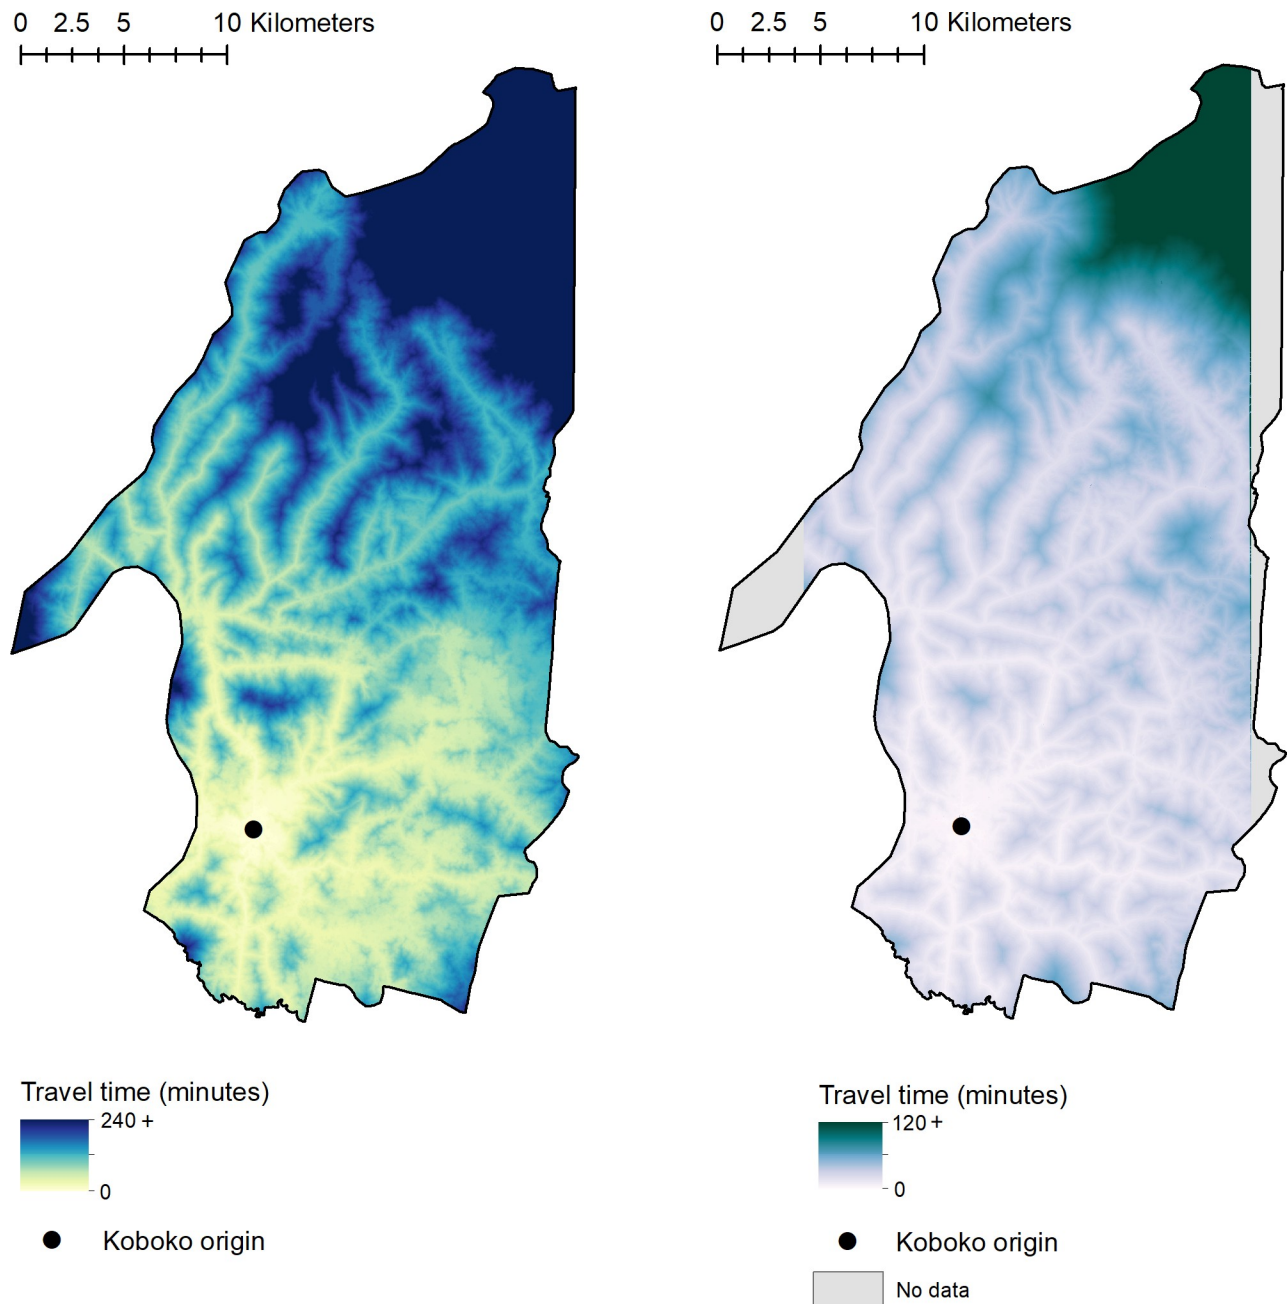 0 2.5 5 10 Kilometers
0 2.5 5 10 Kilometers
Travel time (minutes)
240 +
0
Koboko origin
Travel time (minutes)
120 +
0
Koboko origin
No data